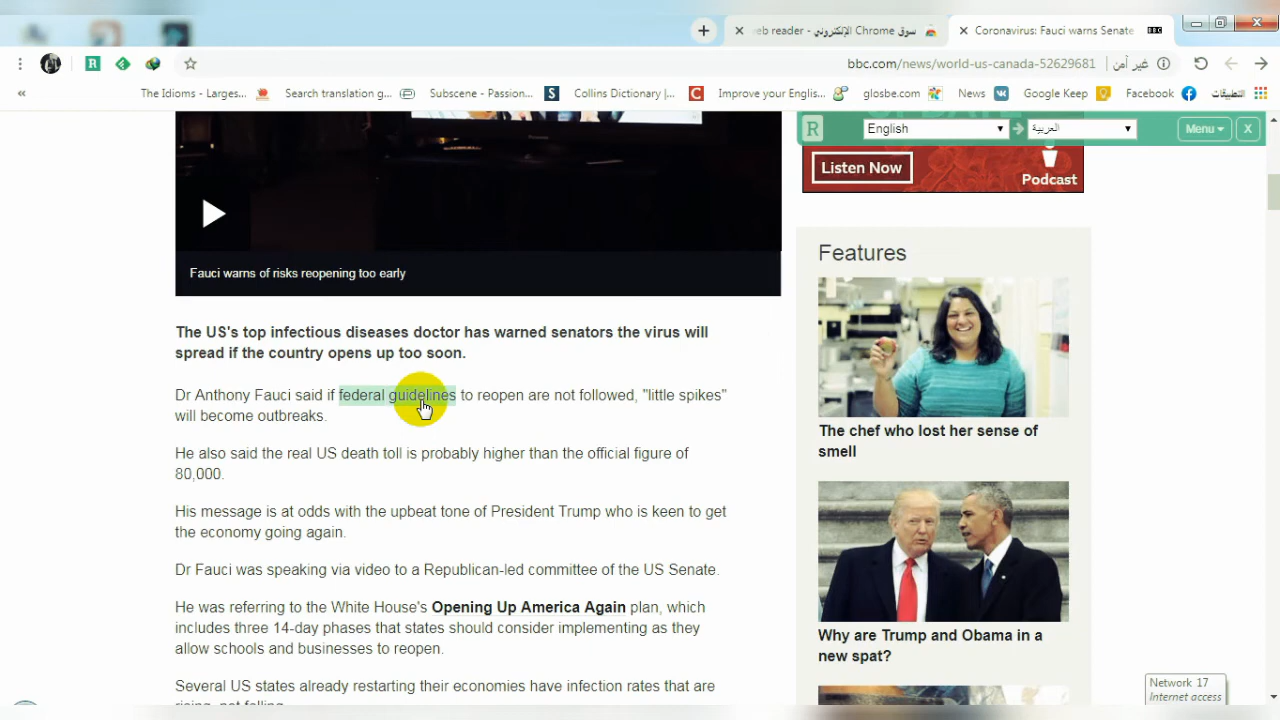 eb reader - سوق Chrome الإلكتروني
Coronavirus: Fauci warns Senate
BBC
R
bbc.com/news/world-us-canada-52629681
غير آمن
«
The Idioms - Larges...
Search translation g...
Subscene - Passion...
S
Collins Dictionary |...
C
Improve your Englis...
glosbe.com
News
Google Keep
Facebook
التطبيقات
R
English
العربية
Menu
X
Listen Now
Podcast
Fauci warns of risks reopening too early
The US's top infectious diseases doctor has warned senators the virus will
spread if the country opens up too soon.
Dr Anthony Fauci said if federal guidelines to reopen are not followed, "little spikes"
will become outbreaks.
He also said the real US death toll is probably higher than the official figure of
80,000.
His message is at odds with the upbeat tone of President Trump who is keen to get
the economy going again.
Dr Fauci was speaking via video to a Republican-led committee of the US Senate.
He was referring to the White House's Opening Up America Again plan, which
includes three 14-day phases that states should consider implementing as they
allow schools and businesses to reopen.
Several US states already restarting their economies have infection rates that are
Features
The chef who lost her sense of
smell
Why are Trump and Obama in a
new spat?
Network 17
Internet access